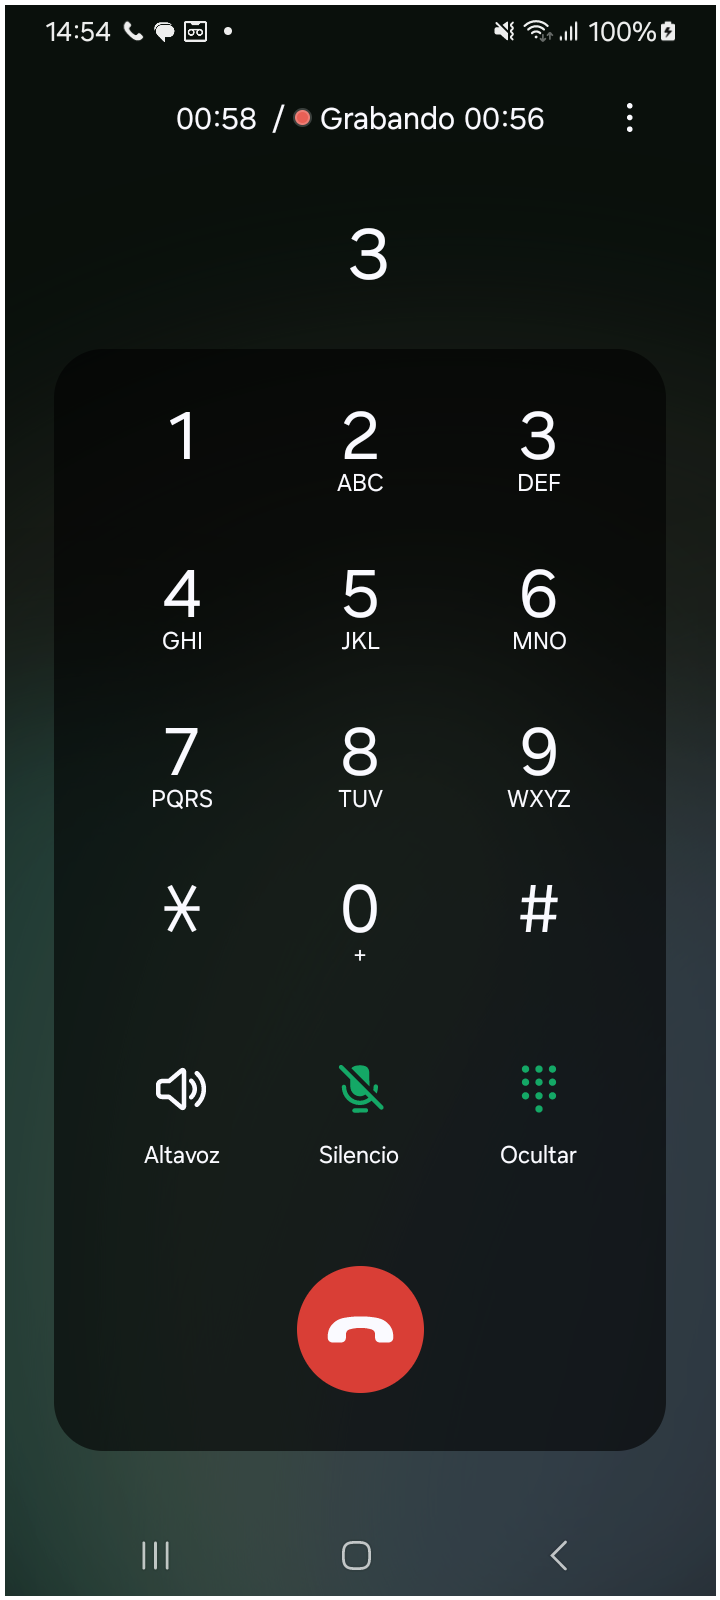 14:54 100%
00:58 / Grabando 00:56
3
1 2 3
ABC DEF
4 5 6
GHI JKL MNO
7 8 9
PQRS TUV WXYZ
* 0 #
+
Altavoz Silencio Ocultar